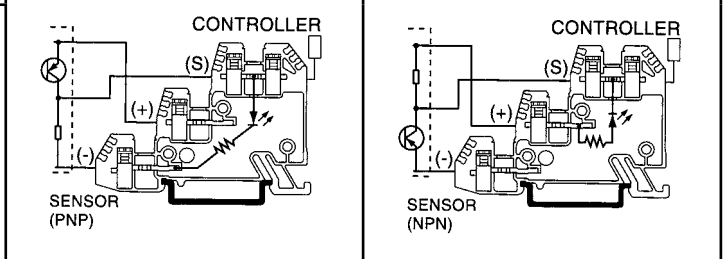 CONTROLLER
(S)
(+)
(-)
SENSOR
(PNP)
CONTROLLER
(S)
(+)
(-)
SENSOR
(NPN)